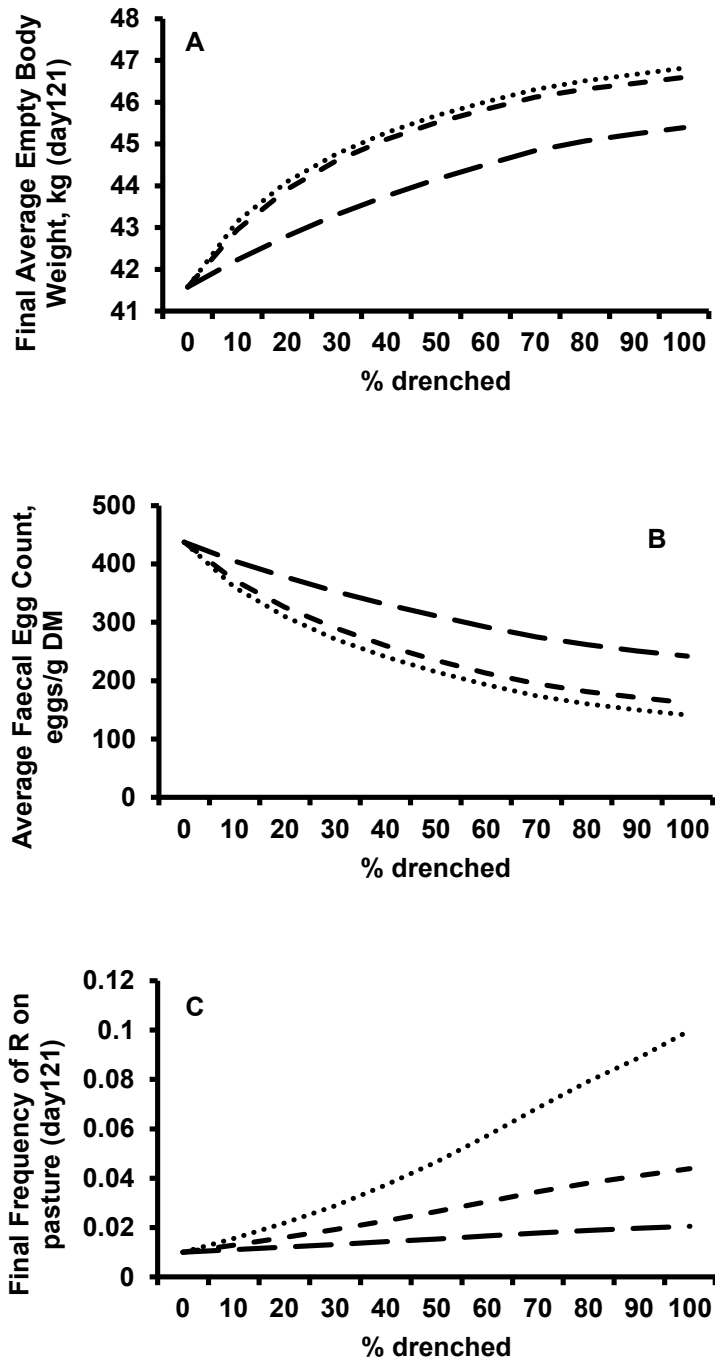 A
Final Average Empty Body
Weight, kg (day121)
48
47
46
45
44
43
42
41
0 10 20 30 40 50 60 70 80 90 100
% drenched
B
Average Faecal Egg Count,
eggs/g DM
500
400
300
200
100
0
0 10 20 30 40 50 60 70 80 90 100
% drenched
C
Final Frequency of R on
pasture (day121)
0.12
0.1
0.08
0.06
0.04
0.02
0
0 10 20 30 40 50 60 70 80 90 100
% drenched